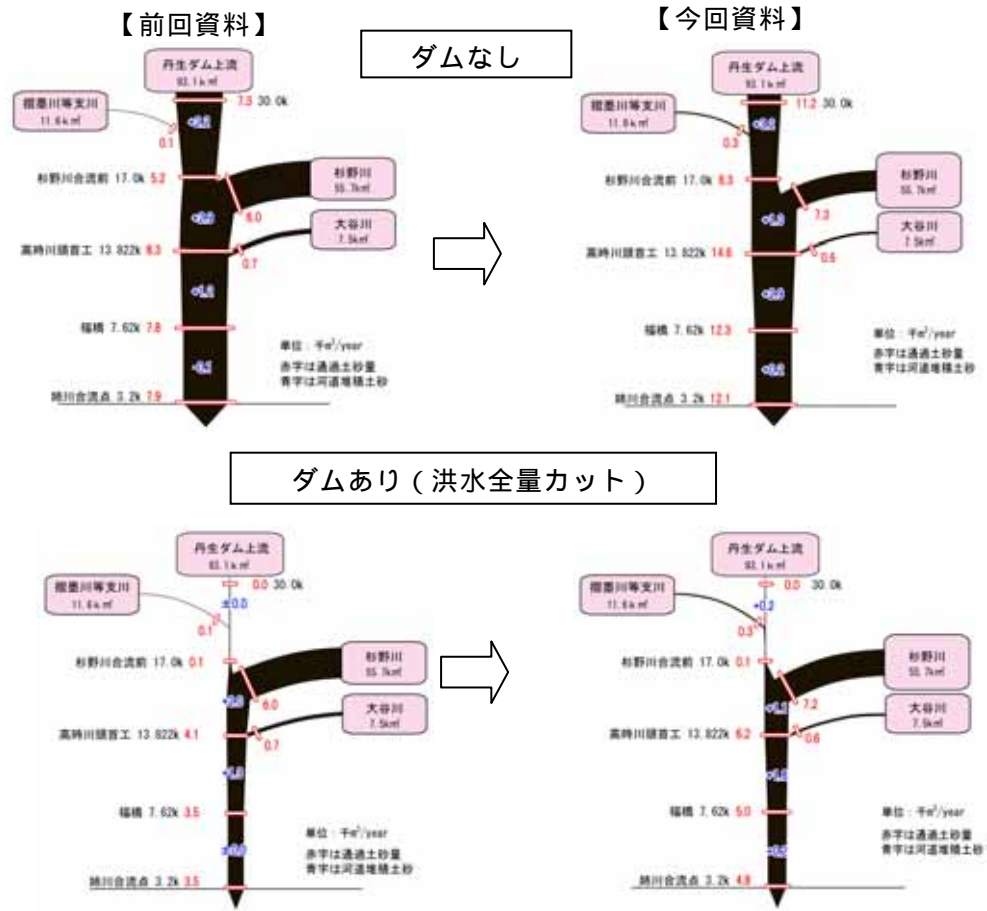 【前回資料】
【今回資料】
ダムなし
丹生ダム上流
93.1k㎡
7.3 30.0k
摺墨川等支川
11.6k㎡
0.1
杉野川合流前 17.0k 5.2
杉野川
55.7k㎡
6.0
大谷川
7.5k㎡
0.7
高時川頭首工 13.822k 8.3
福橋 7.62k 7.8
姉川合流点 3.2k 7.9
単位：千m³/year
赤字は通過土砂量
青字は河道堆積土砂
丹生ダム上流
93.1k㎡
11.2 30.0k
摺墨川等支川
11.6k㎡
0.3
杉野川合流前 17.0k 8.3
杉野川
55.7k㎡
7.3
大谷川
7.5k㎡
0.6
高時川頭首工 13.822k 14.6
福橋 7.62k 12.3
姉川合流点 3.2k 12.1
単位：千m³/year
赤字は通過土砂量
青字は河道堆積土砂
ダムあり（洪水全量カット）
丹生ダム上流
93.1k㎡
0.0 30.0k
±0.0
摺墨川等支川
11.6k㎡
0.1
杉野川合流前 17.0k 0.1
杉野川
55.7k㎡
6.0
大谷川
7.5k㎡
0.7
高時川頭首工 13.822k 4.1
福橋 7.62k 3.5
姉川合流点 3.2k 3.5
単位：千m³/year
赤字は通過土砂量
青字は河道堆積土砂
丹生ダム上流
93.1k㎡
0.0 30.0k
+0.2
摺墨川等支川
11.6k㎡
0.3
杉野川合流前 17.0k 0.1
杉野川
55.7k㎡
7.2
大谷川
7.5k㎡
0.6
高時川頭首工 13.822k 6.2
福橋 7.62k 5.0
姉川合流点 3.2k 4.8
単位：千m³/year
赤字は通過土砂量
青字は河道堆積土砂